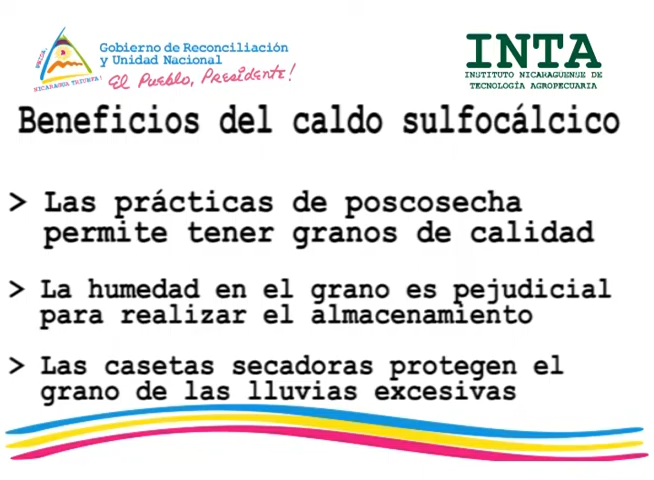 Gobierno de Reconciliación
y Unidad Nacional
El Pueblo, Presidente!
NICARAGUA TRIUNFA!
INTA
INSTITUTO NICARAGUENSE DE
TECNOLOGÍA AGROPECUARIA
Beneficios del caldo sulfocálcico
> Las prácticas de poscosecha
permite tener granos de calidad
> La humedad en el grano es pejudicial
para realizar el almacenamiento
> Las casetas secadoras protegen el
grano de las lluvias excesivas